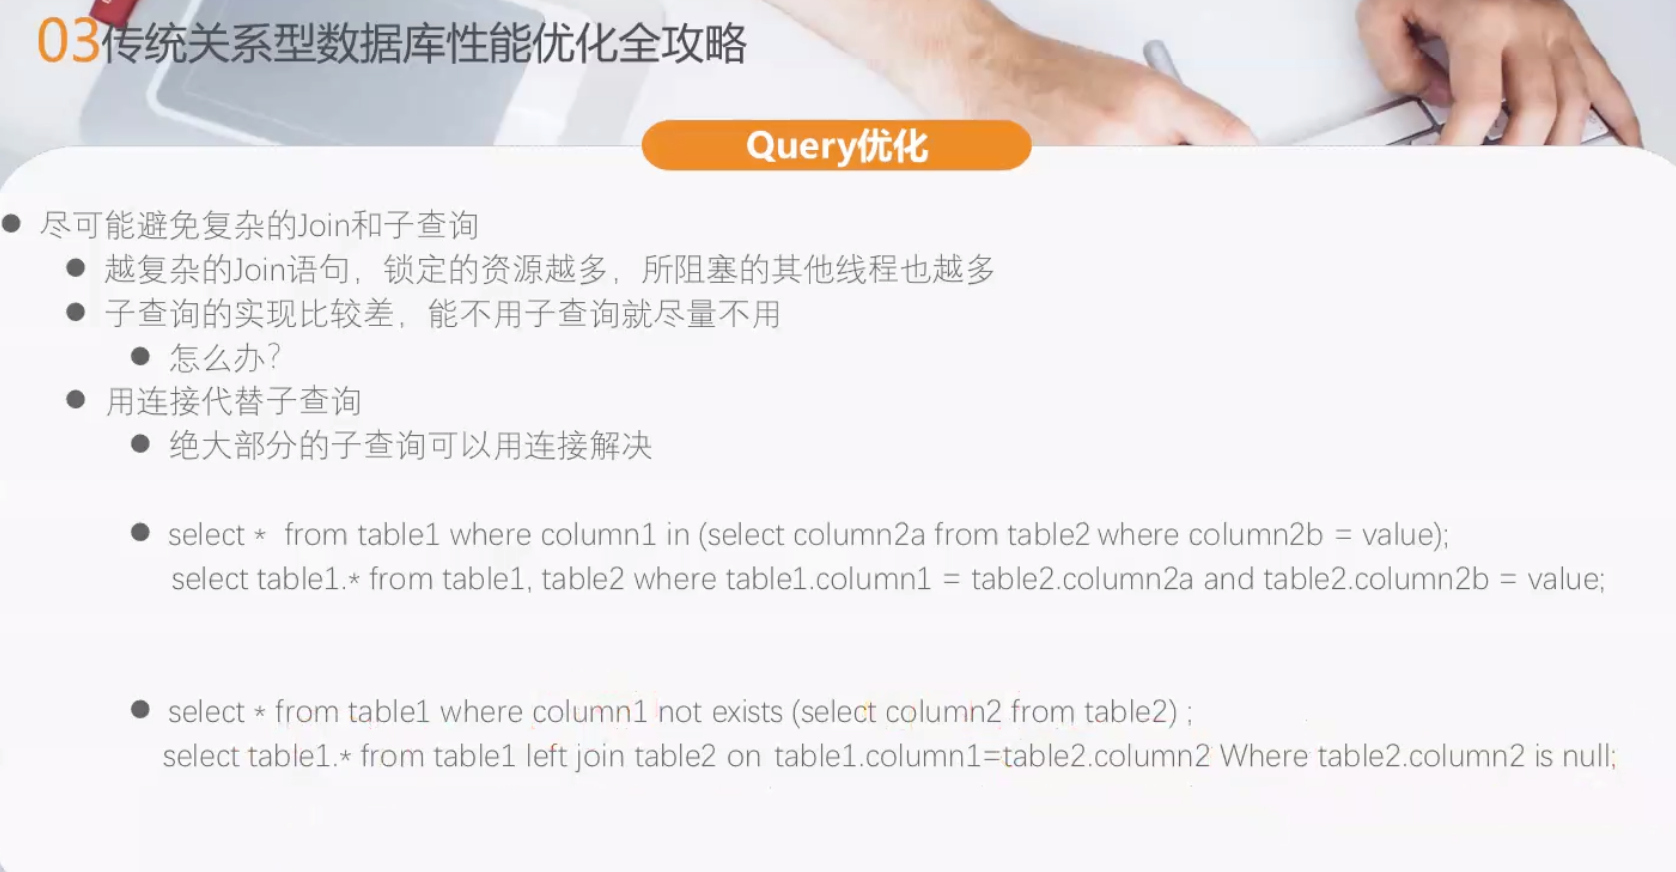 03传统关系型数据库性能优化全攻略
Query优化
尽可能避免复杂的Join和子查询
越复杂的Join语句，锁定的资源越多，所阻塞的其他线程也越多
子查询的实现比较差，能不用子查询就尽量不用
怎么办？
用连接代替子查询
绝大部分的子查询可以用连接解决
select * from table1 where column1 in (select column2a from table2 where column2b = value);
select table1.* from table1, table2 where table1.column1 = table2.column2a and table2.column2b = value;
select * from table1 where column1 not exists (select column2 from table2) ;
select table1.* from table1 left join table2 on table1.column1=table2.column2 Where table2.column2 is null;